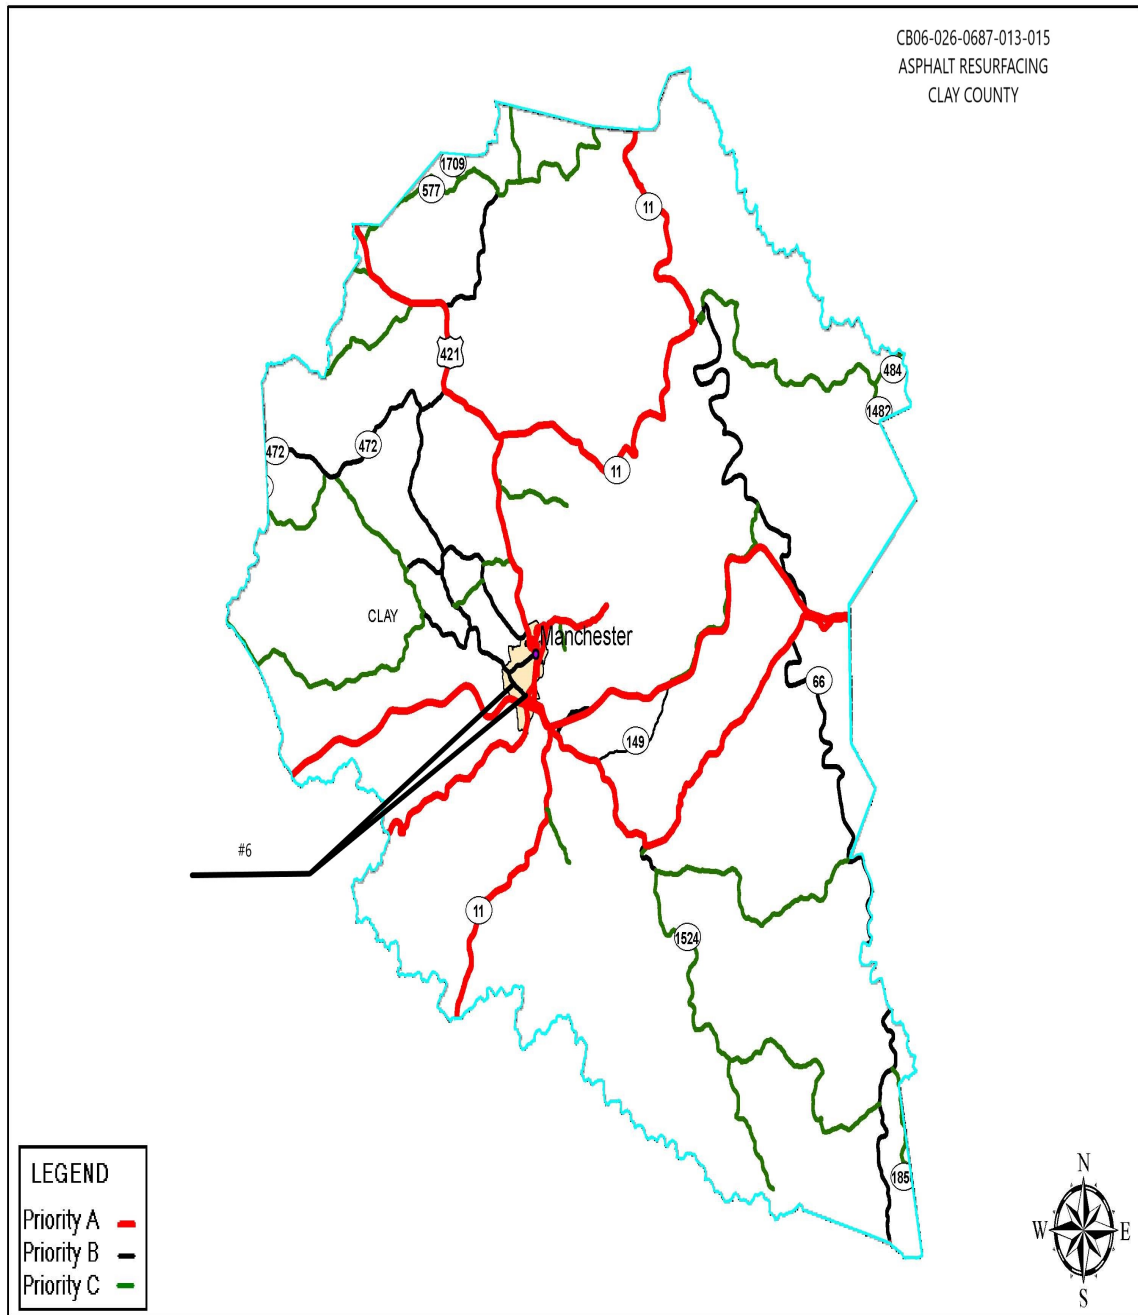 CB06-026-0687-013-015
ASPHALT RESURFACING
CLAY COUNTY
1709
577
11
421
484
1482
472
472
11
CLAY
Manchester
66
149
#6
11
1524
185
LEGEND
Priority A
Priority B
Priority C
N
W
E
S